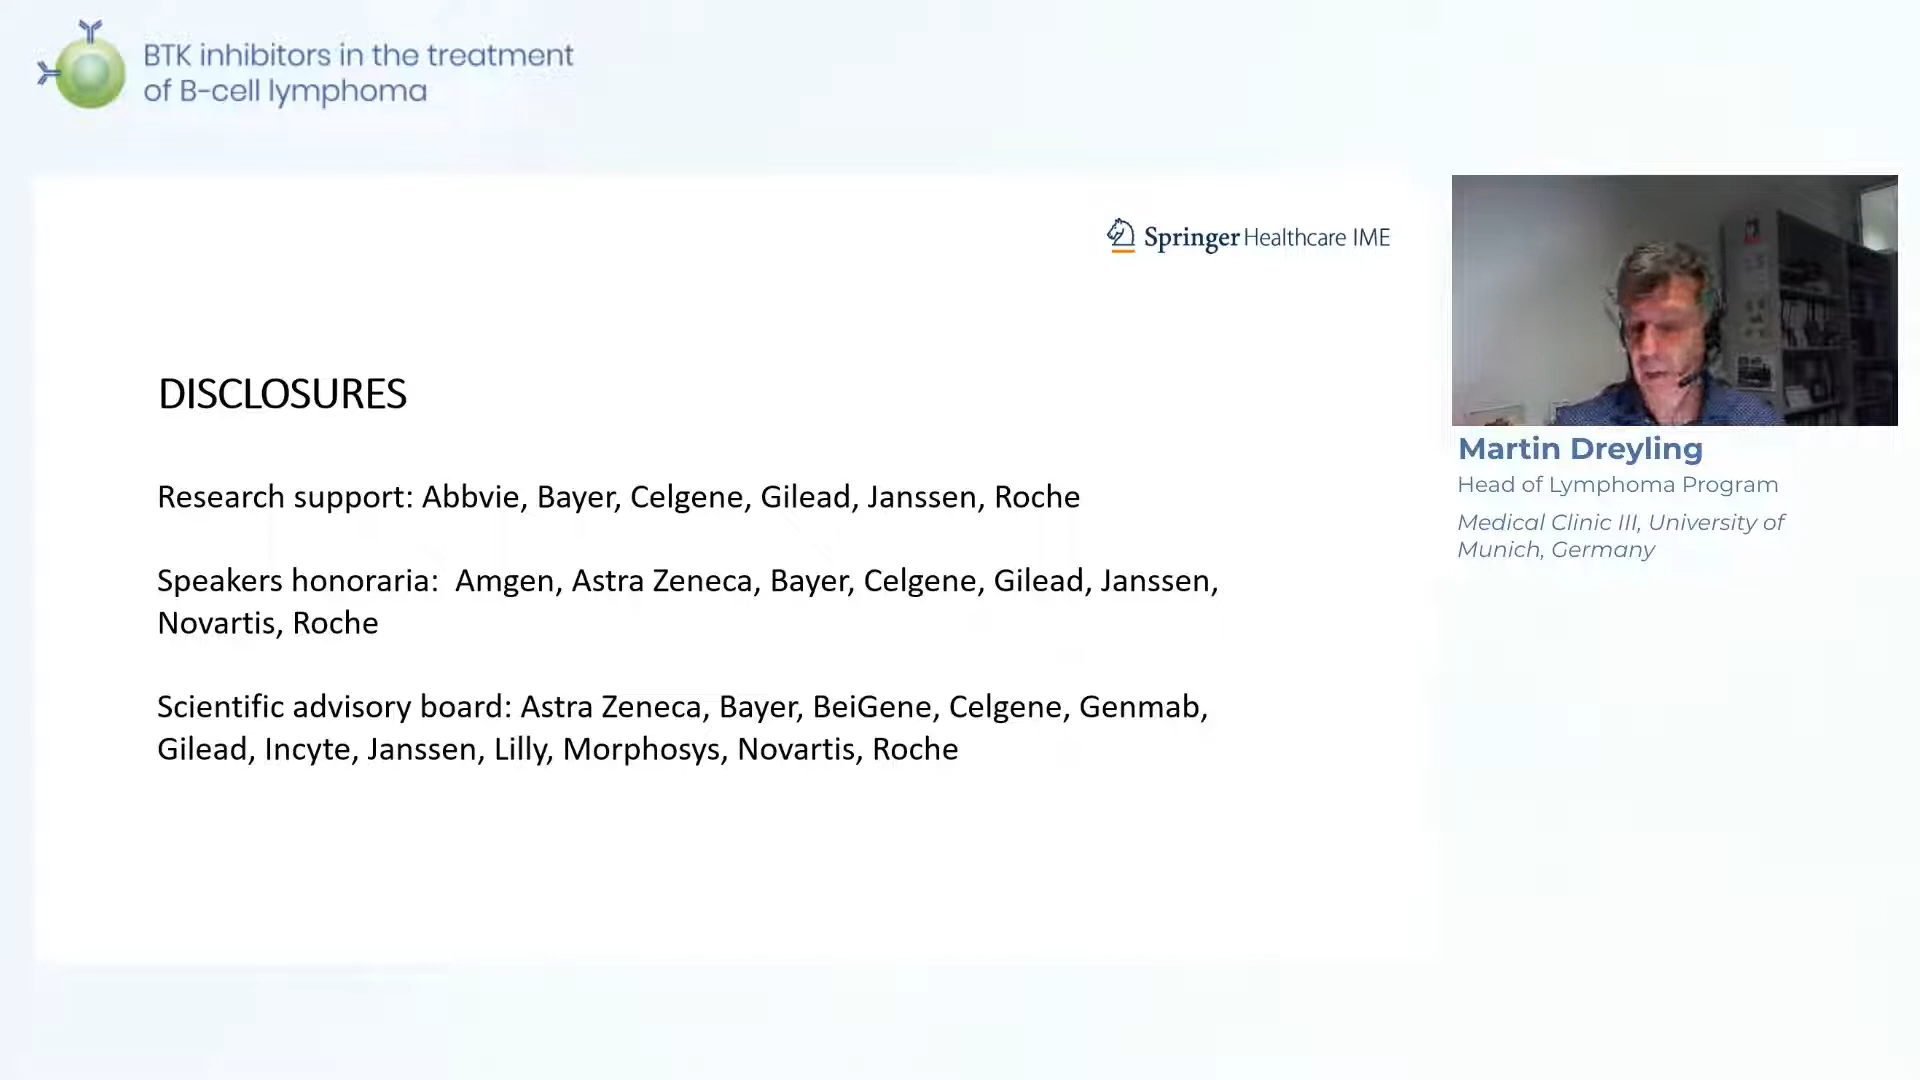 BTK inhibitors in the treatment
of B-cell lymphoma
Springer Healthcare IME
DISCLOSURES
Research support: Abbvie, Bayer, Celgene, Gilead, Janssen, Roche
Speakers honoraria:  Amgen, Astra Zeneca, Bayer, Celgene, Gilead, Janssen,
Novartis, Roche
Scientific advisory board: Astra Zeneca, Bayer, BeiGene, Celgene, Genmab,
Gilead, Incyte, Janssen, Lilly, Morphosys, Novartis, Roche
Martin Dreyling
Head of Lymphoma Program
Medical Clinic III, University of
Munich, Germany